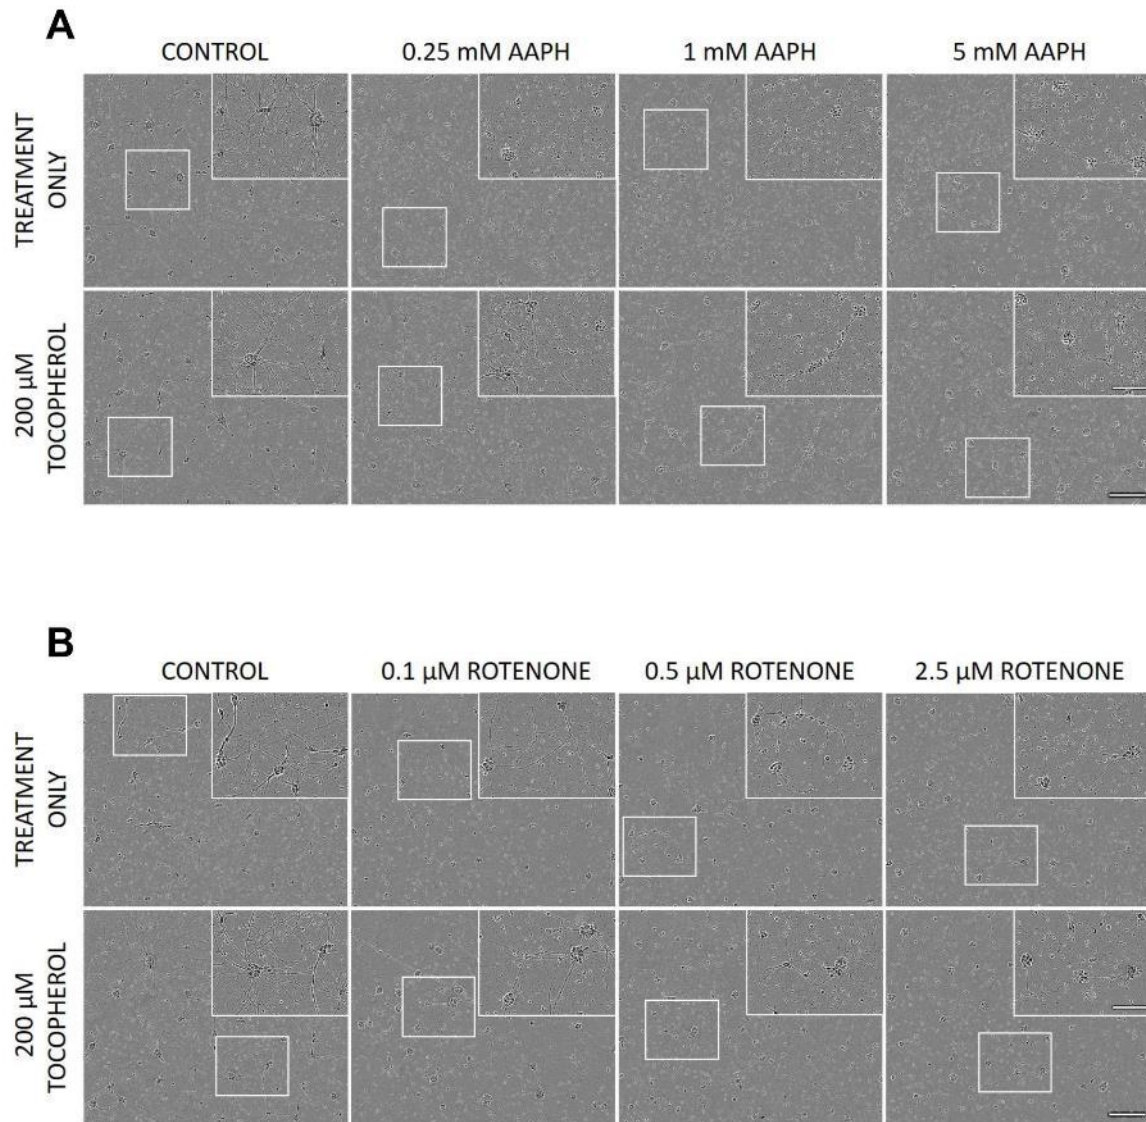 A
CONTROL 0.25 mM AAPH 1 mM AAPH 5 mM AAPH
TREATMENT
ONLY
200 µM
TOCOPHEROL
B
CONTROL 0.1 µM ROTENONE 0.5 µM ROTENONE 2.5 µM ROTENONE
TREATMENT
ONLY
200 µM
TOCOPHEROL